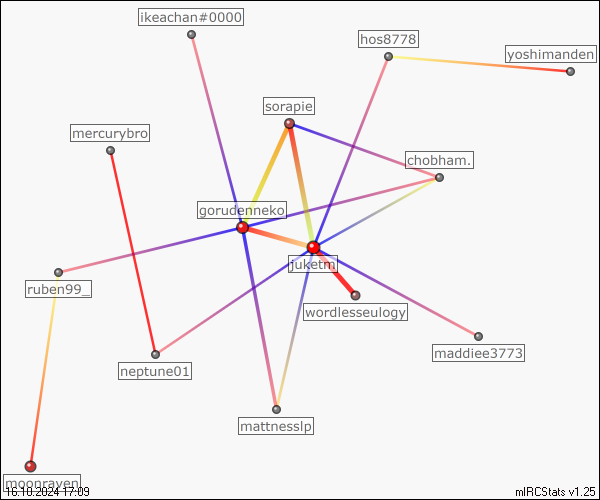 ikeachan#0000
hos8778
yoshimanden
sorapie
mercurybro
chobham.
gorudenneko
juketm
ruben99_
wordlesseulogy
maddiee3773
neptune01
mattnesslp
moonraven
16.10.2024 17:09
mIRCStats v1.25